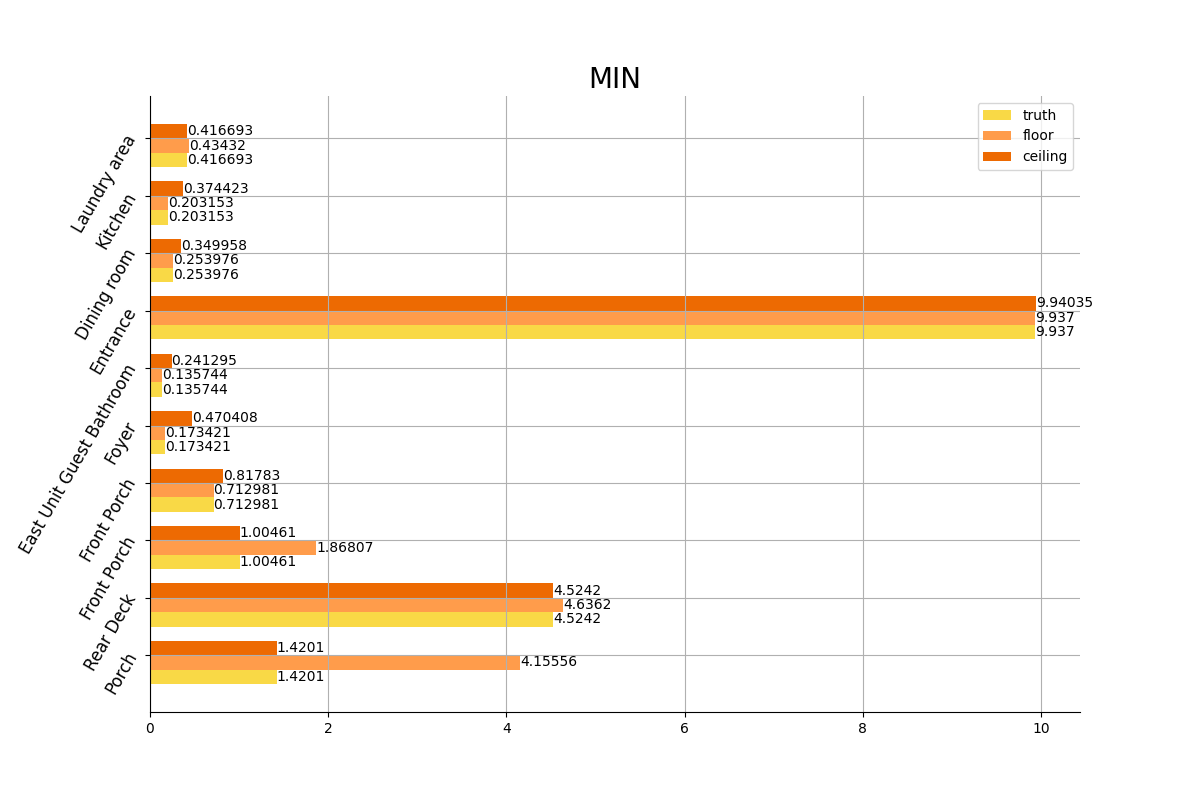 MIN
truth
floor
ceiling
Laundry area
0.416693
0.43432
0.416693
Kitchen
0.374423
0.203153
0.203153
Dining room
0.349958
0.253976
0.253976
Entrance
9.94035
9.937
9.937
East Unit Guest Bathroom
0.241295
0.135744
0.135744
Foyer
0.470408
0.173421
0.173421
Front Porch
0.81783
0.712981
0.712981
Front Porch
1.00461
1.86807
1.00461
Rear Deck
4.5242
4.6362
4.5242
Porch
1.4201
4.15556
1.4201
0 2 4 6 8 10